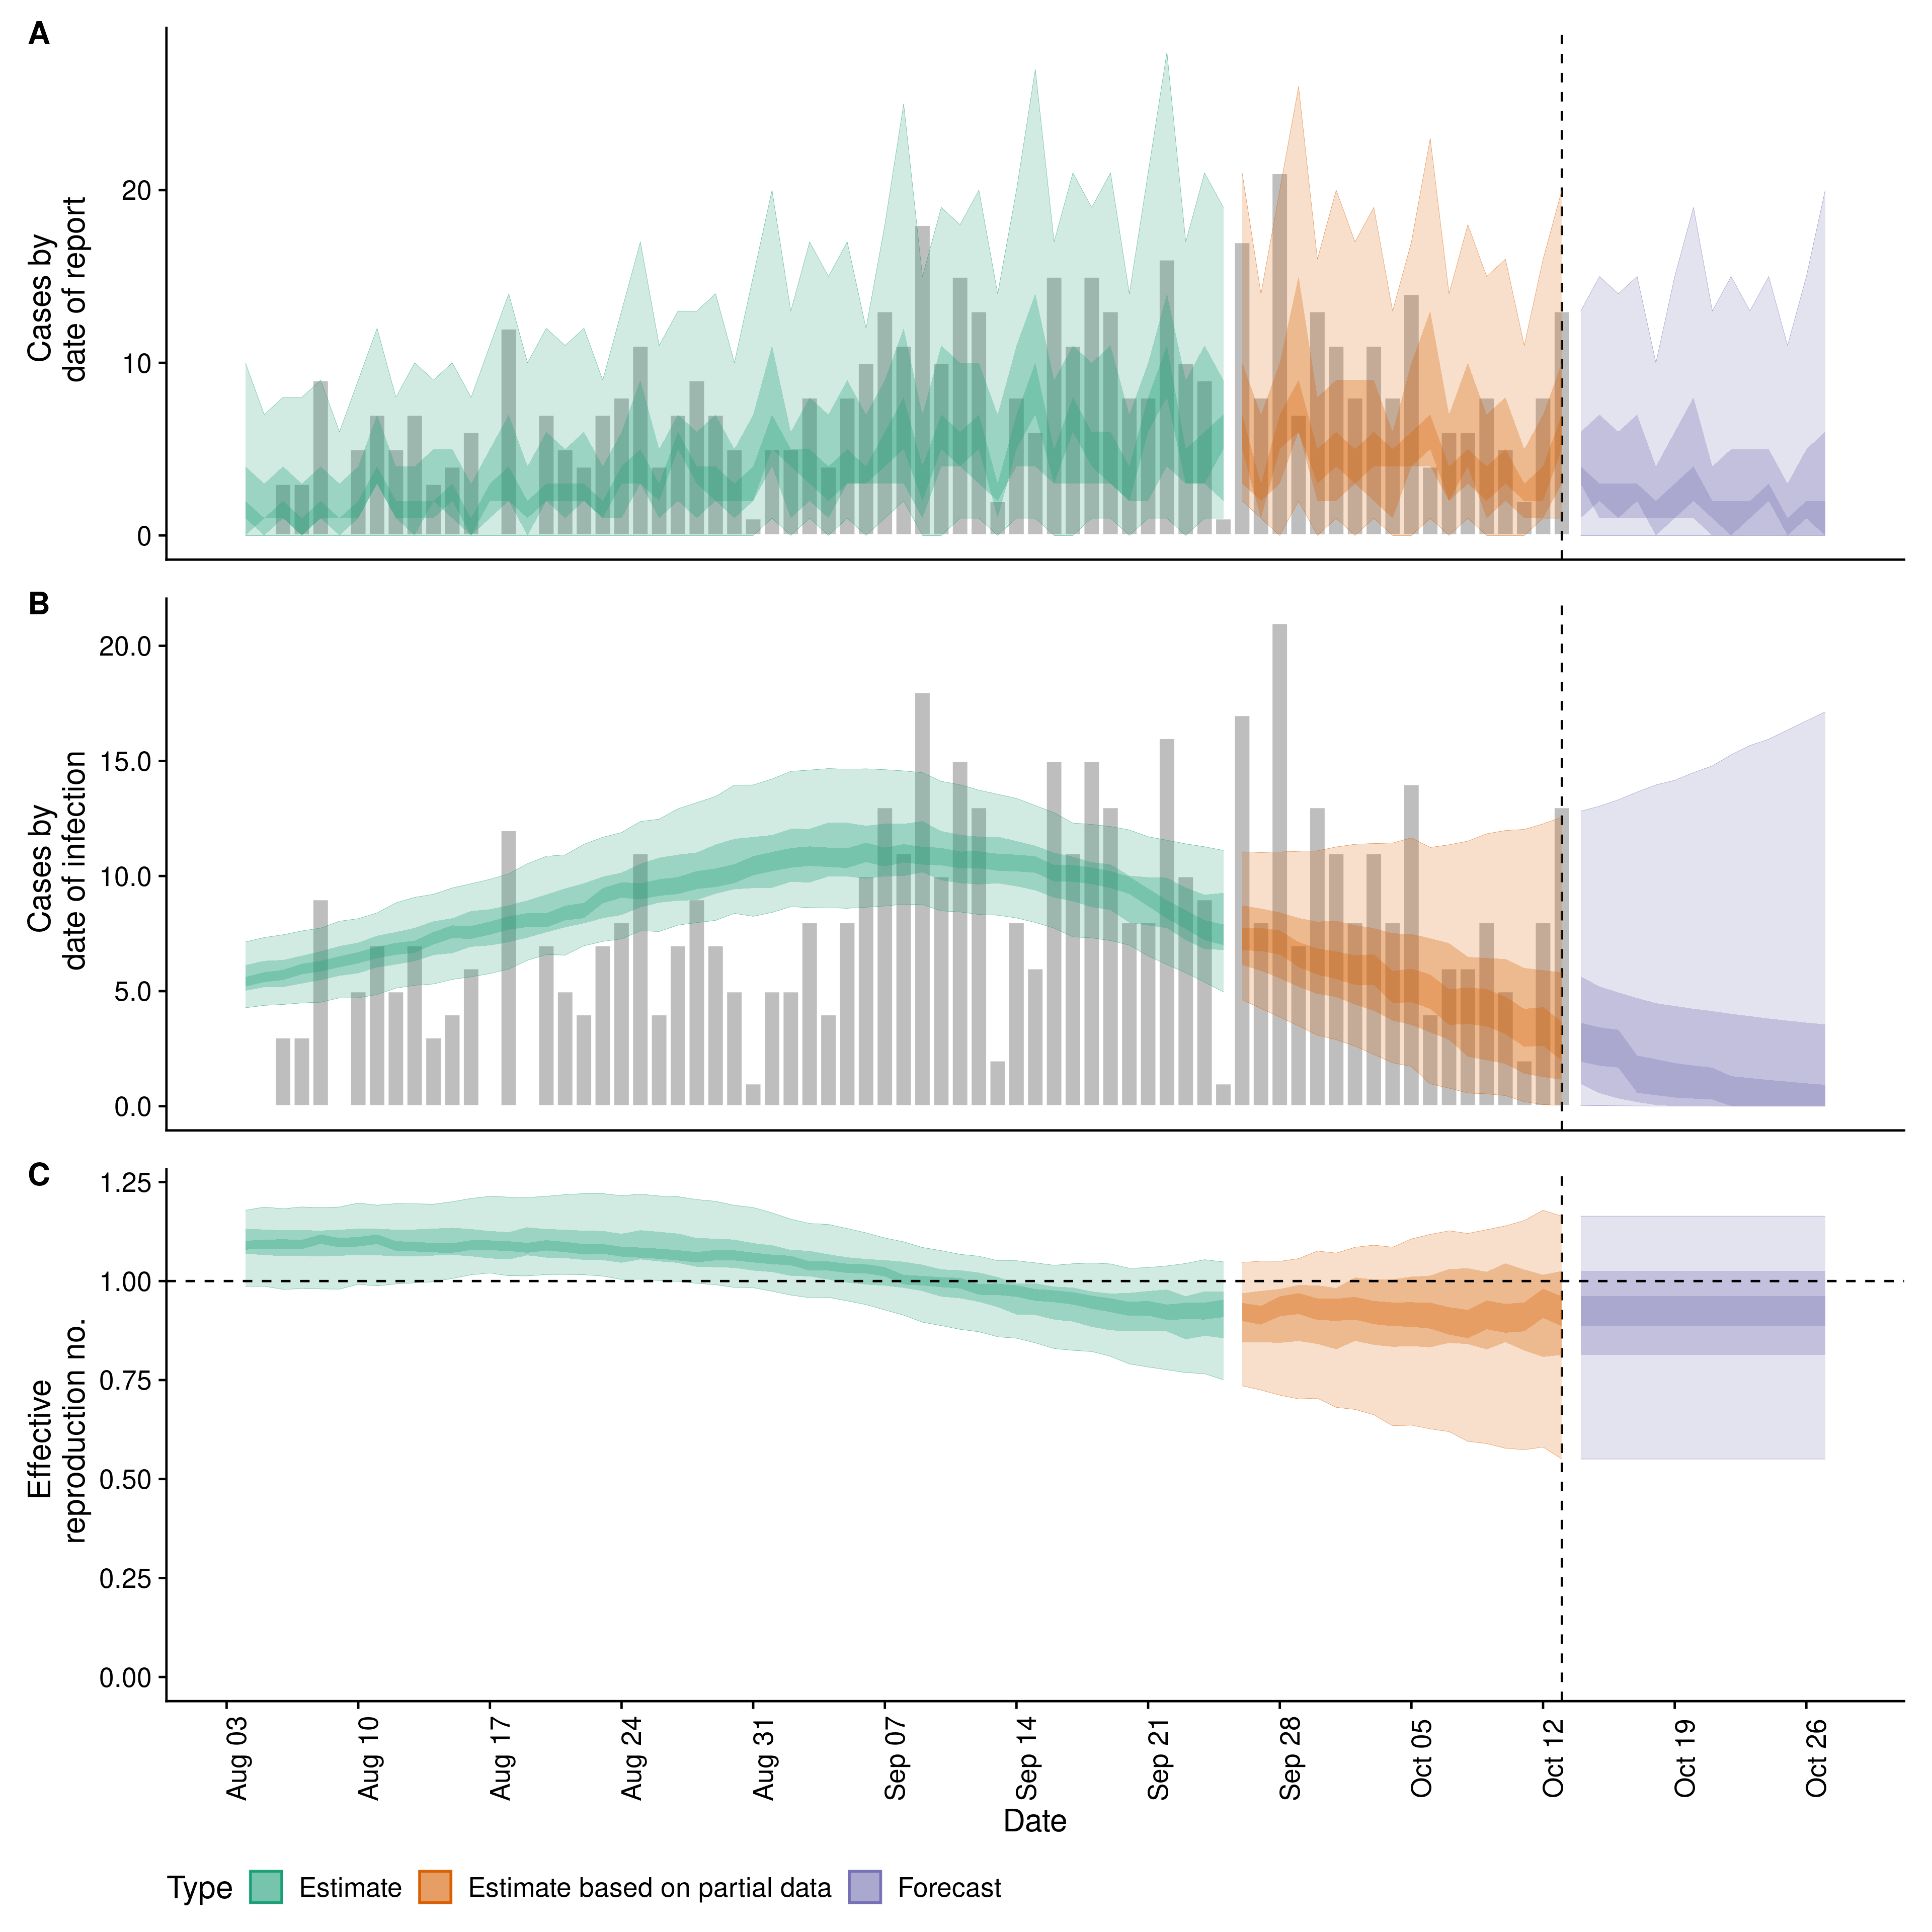 A
Cases by
date of report
20
10
0
B
Cases by
date of infection
20.0
15.0
10.0
5.0
0.0
C
Effective
reproduction no.
1.25
1.00
0.75
0.50
0.25
0.00
Aug 03
Aug 10
Aug 17
Aug 24
Aug 31
Sep 07
Sep 14
Sep 21
Sep 28
Oct 05
Oct 12
Oct 19
Oct 26
Date
Type Estimate Estimate based on partial data Forecast